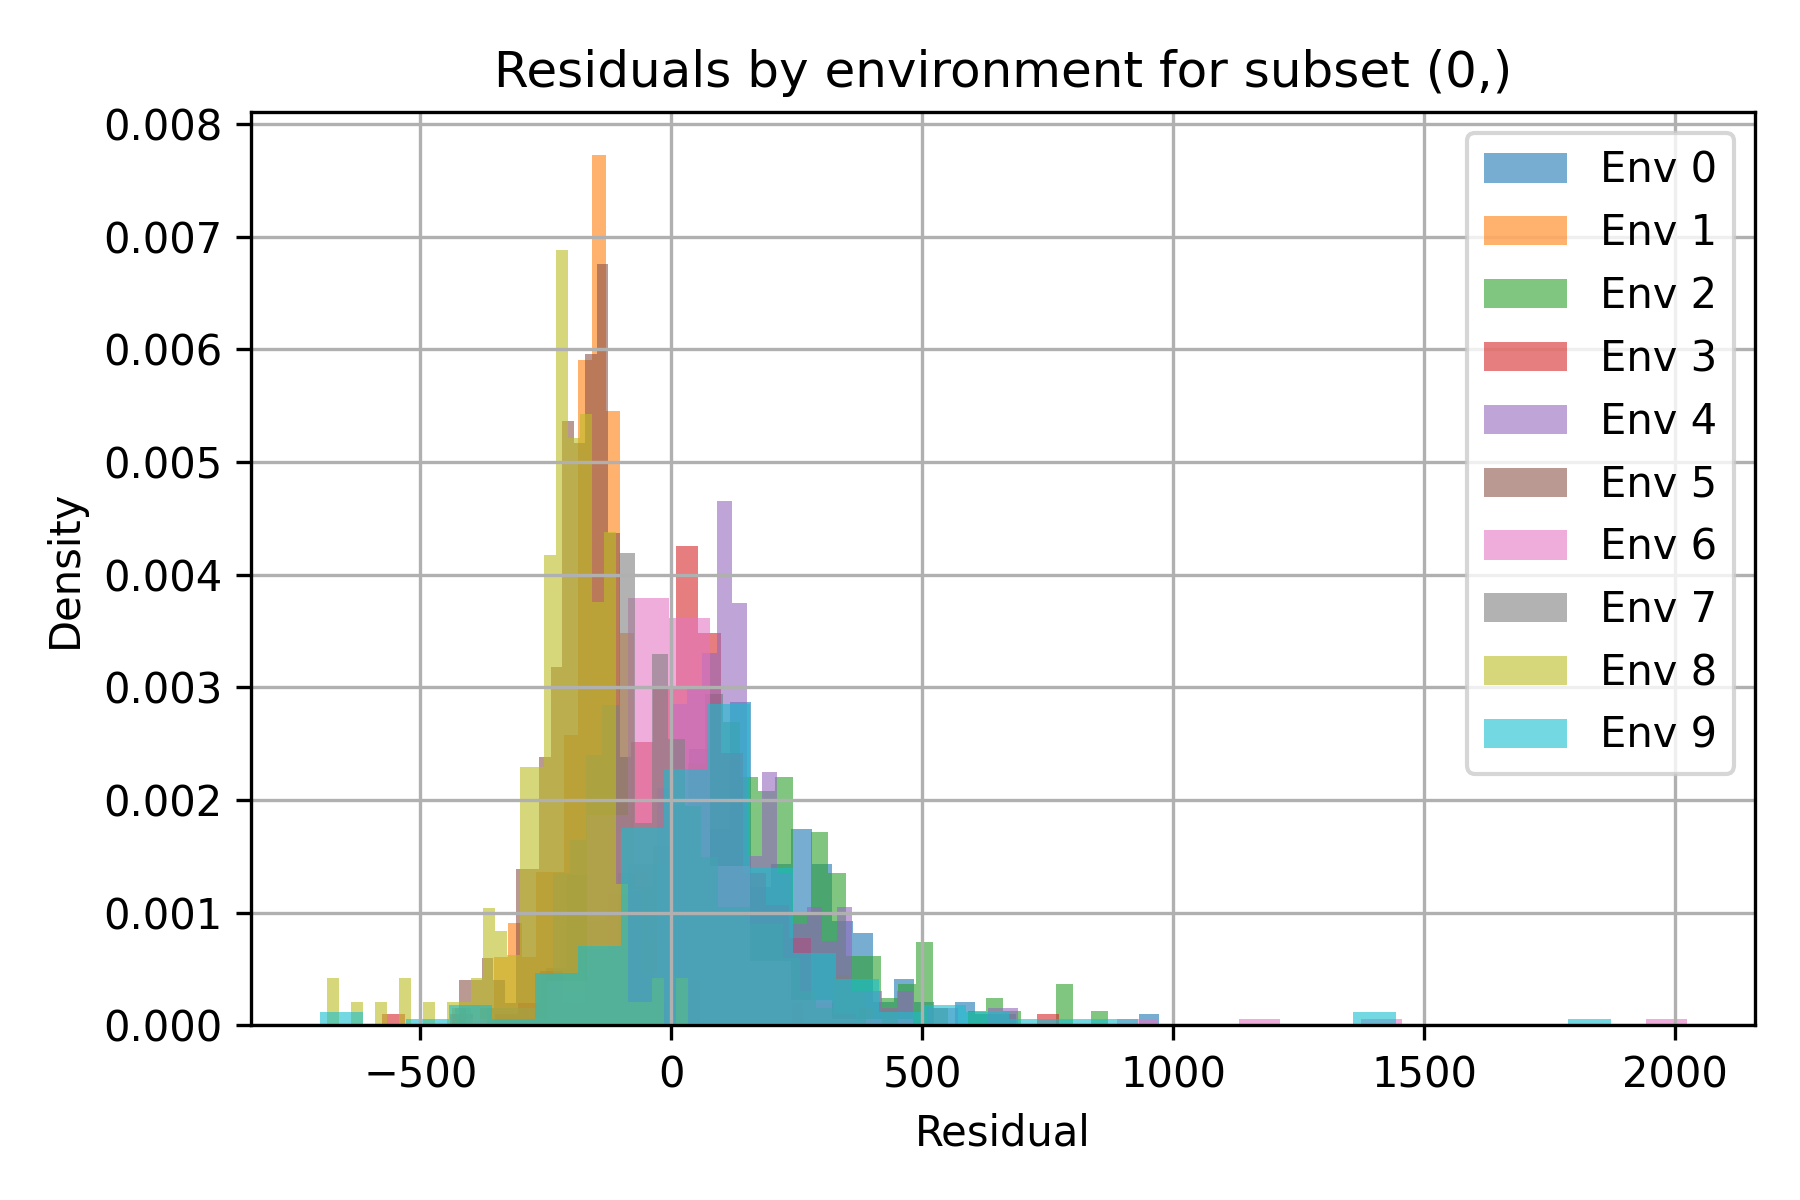 Residuals by environment for subset (0,)
0.008
0.007
0.006
0.005
0.004
0.003
0.002
0.001
0.000
Density
−500
0
500
1000
1500
2000
Residual
Env 0
Env 1
Env 2
Env 3
Env 4
Env 5
Env 6
Env 7
Env 8
Env 9